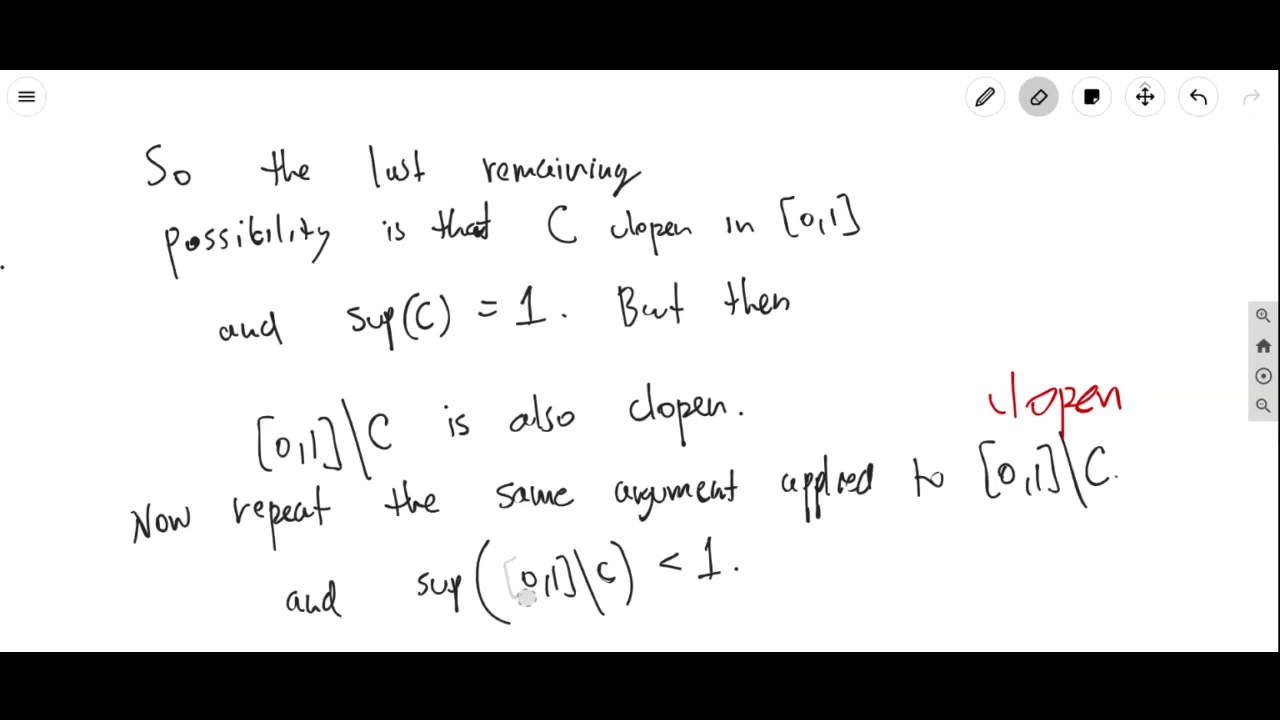 So the last remaining
possibility is that C clopen in [0,1]
and sup(C) = 1. But then
[0,1]\C is also clopen.
clopen
Now repeat the same argument applied to [0,1]\C.
and sup([0,1]\C) < 1.